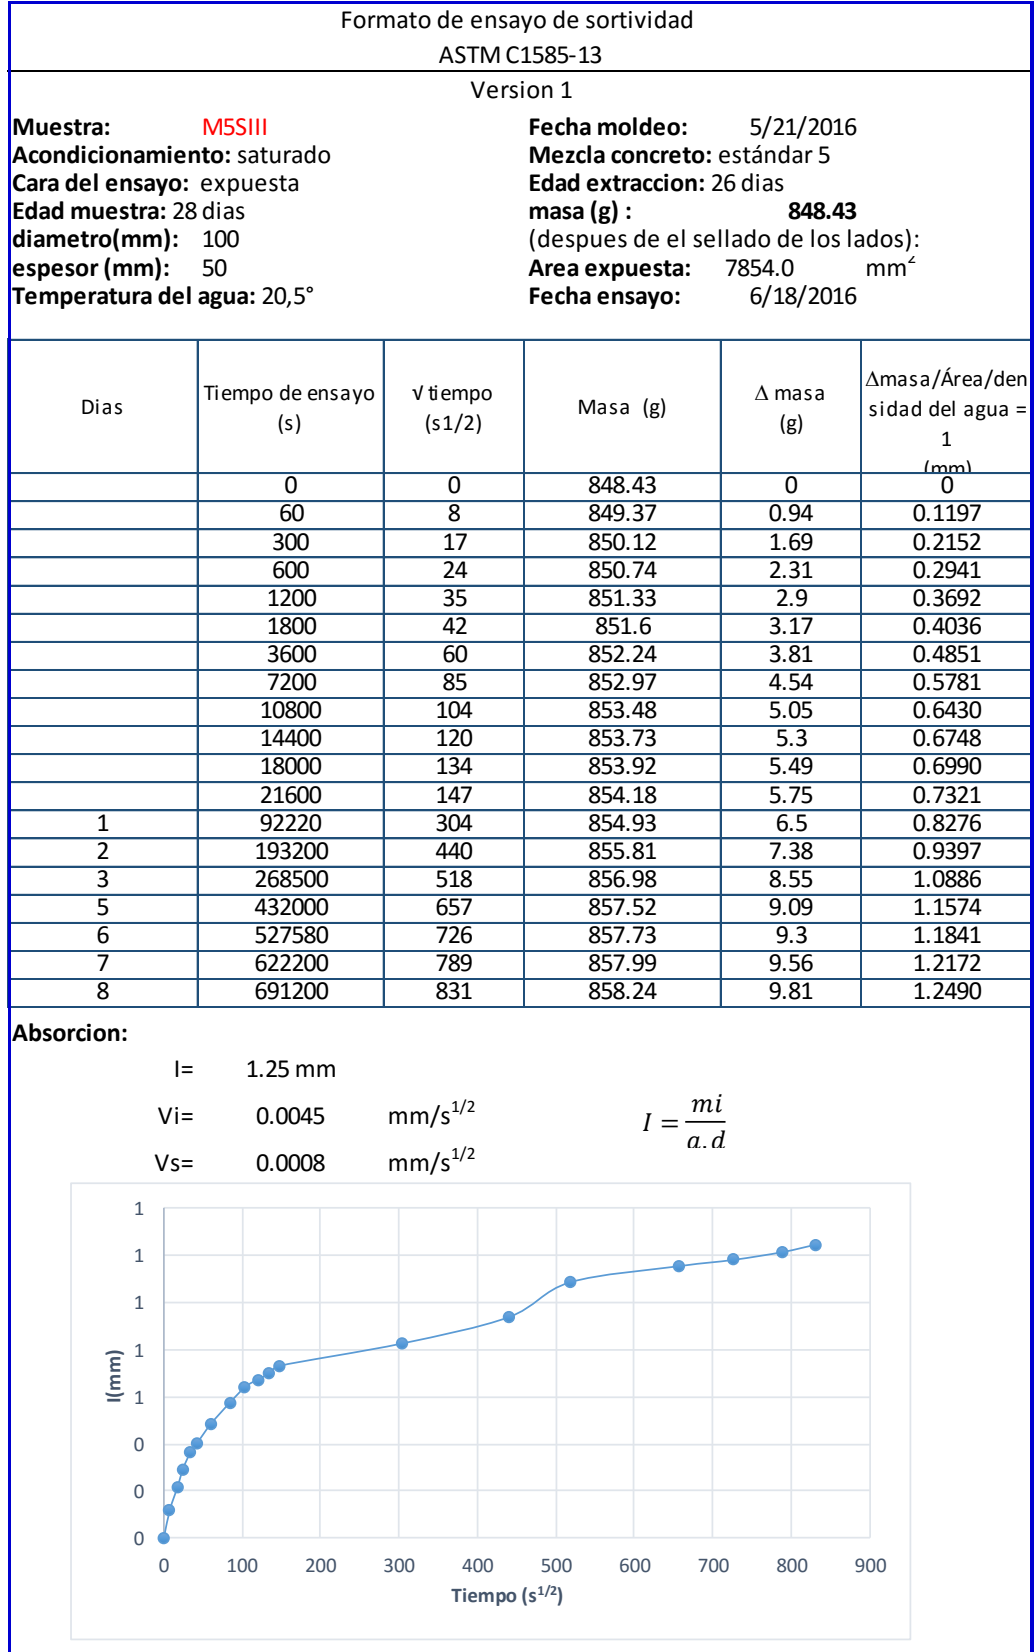 Formato de ensayo de sortividad
ASTM C1585-13
Version 1
Muestra: M5SIII Fecha moldeo: 5/21/2016
Acondicionamiento: saturado Mezcla concreto: estándar 5
Cara del ensayo: expuesta Edad extraccion: 26 dias
Edad muestra: 28 dias masa (g) : 848.43
diametro(mm): 100 (despues de el sellado de los lados):
espesor (mm): 50 Area expuesta: 7854.0 mm²
Temperatura del agua: 20,5° Fecha ensayo: 6/18/2016
Dias Tiempo de ensayo (s) √ tiempo (s1/2) Masa (g) Δ masa (g) Δmasa/Área/densidad del agua = 1 (mm)
0 0 848.43 0 0
60 8 849.37 0.94 0.1197
300 17 850.12 1.69 0.2152
600 24 850.74 2.31 0.2941
1200 35 851.33 2.9 0.3692
1800 42 851.6 3.17 0.4036
3600 60 852.24 3.81 0.4851
7200 85 852.97 4.54 0.5781
10800 104 853.48 5.05 0.6430
14400 120 853.73 5.3 0.6748
18000 134 853.92 5.49 0.6990
21600 147 854.18 5.75 0.7321
1 92220 304 854.93 6.5 0.8276
2 193200 440 855.81 7.38 0.9397
3 268500 518 856.98 8.55 1.0886
5 432000 657 857.52 9.09 1.1574
6 527580 726 857.73 9.3 1.1841
7 622200 789 857.99 9.56 1.2172
8 691200 831 858.24 9.81 1.2490
Absorcion:
I= 1.25 mm
Vi= 0.0045 mm/s^1/2
I = mi / a.d
Vs= 0.0008 mm/s^1/2
1
1
1
1
1
0
0
0
I(mm)
0 100 200 300 400 500 600 700 800 900
Tiempo (s^1/2)